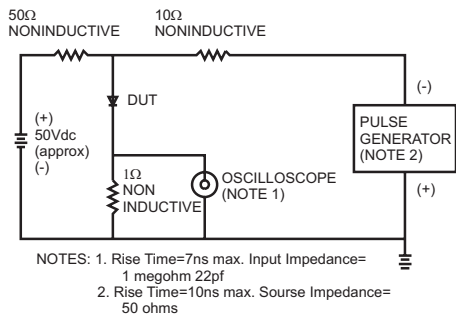 50Ω
NONINDUCTIVE
10Ω
NONINDUCTIVE
(+)
50Vdc
(approx)
(-)
DUT
1Ω
NON
INDUCTIVE
OSCILLOSCOPE
(NOTE 1)
(-)
PULSE
GENERATOR
(NOTE 2)
(+)
NOTES: 1. Rise Time=7ns max. Input Impedance=
1 megohm 22pf
2. Rise Time=10ns max. Sourse Impedance=
50 ohms